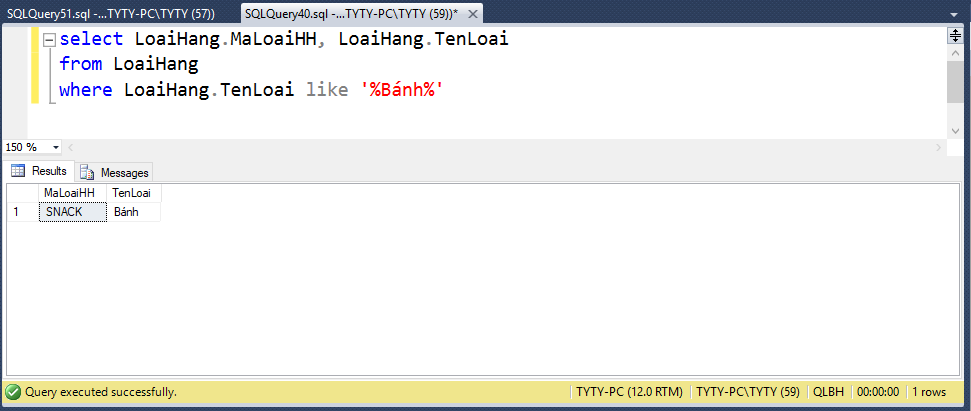 SQLQuery51.sql -...TYTY-PC\TYTY (57)) SQLQuery40.sql -...TYTY-PC\TYTY (59))*
select LoaiHang.MaLoaiHH, LoaiHang.TenLoai
from LoaiHang
where LoaiHang.TenLoai like '%Bánh%'
150 %
Results Messages
MaLoaiHH TenLoai
1 SNACK Bánh
Query executed successfully. TYTY-PC (12.0 RTM) TYTY-PC\TYTY (59) QLBH 00:00:00 1 rows